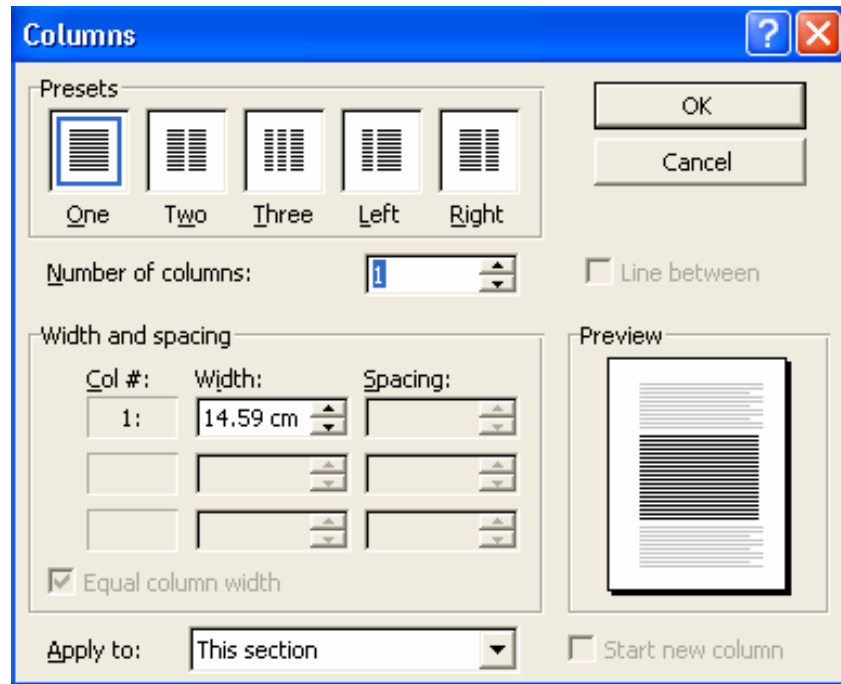 Columns
Presets
One Two Three Left Right
OK
Cancel
Number of columns: 1
Line between
Width and spacing
Col #: Width: Spacing:
1: 14.59 cm
Equal column width
Preview
Apply to: This section
Start new column